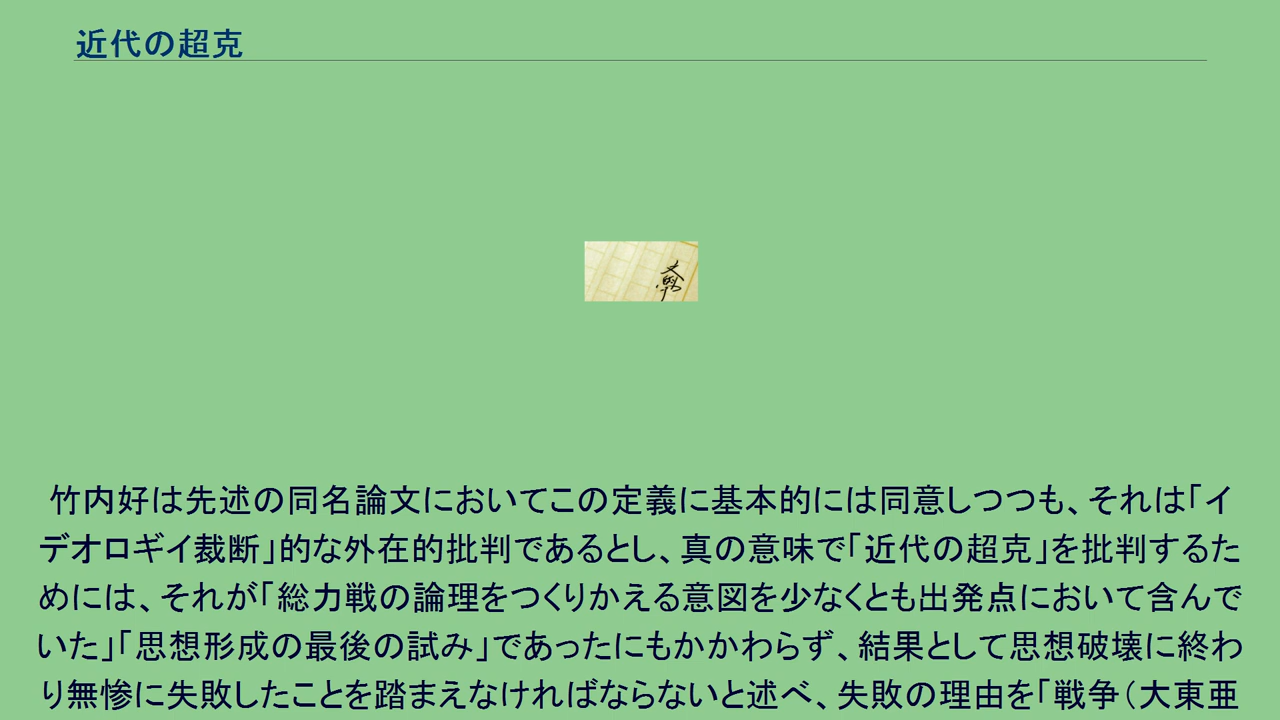 近代の超克
竹内好は先述の同名論文においてこの定義に基本的には同意しつつも、それは「イ
デオロギイ裁断」的な外在的批判であるとし、真の意味で「近代の超克」を批判するた
めには、それが「総力戦の論理をつくりかえる意図を少なくとも出発点において含んで
いた」「思想形成の最後の試み」であったにもかかわらず、結果として思想破壊に終わ
り無惨に失敗したことを踏まえなければならないと述べ、失敗の理由を「戦争（大東亜